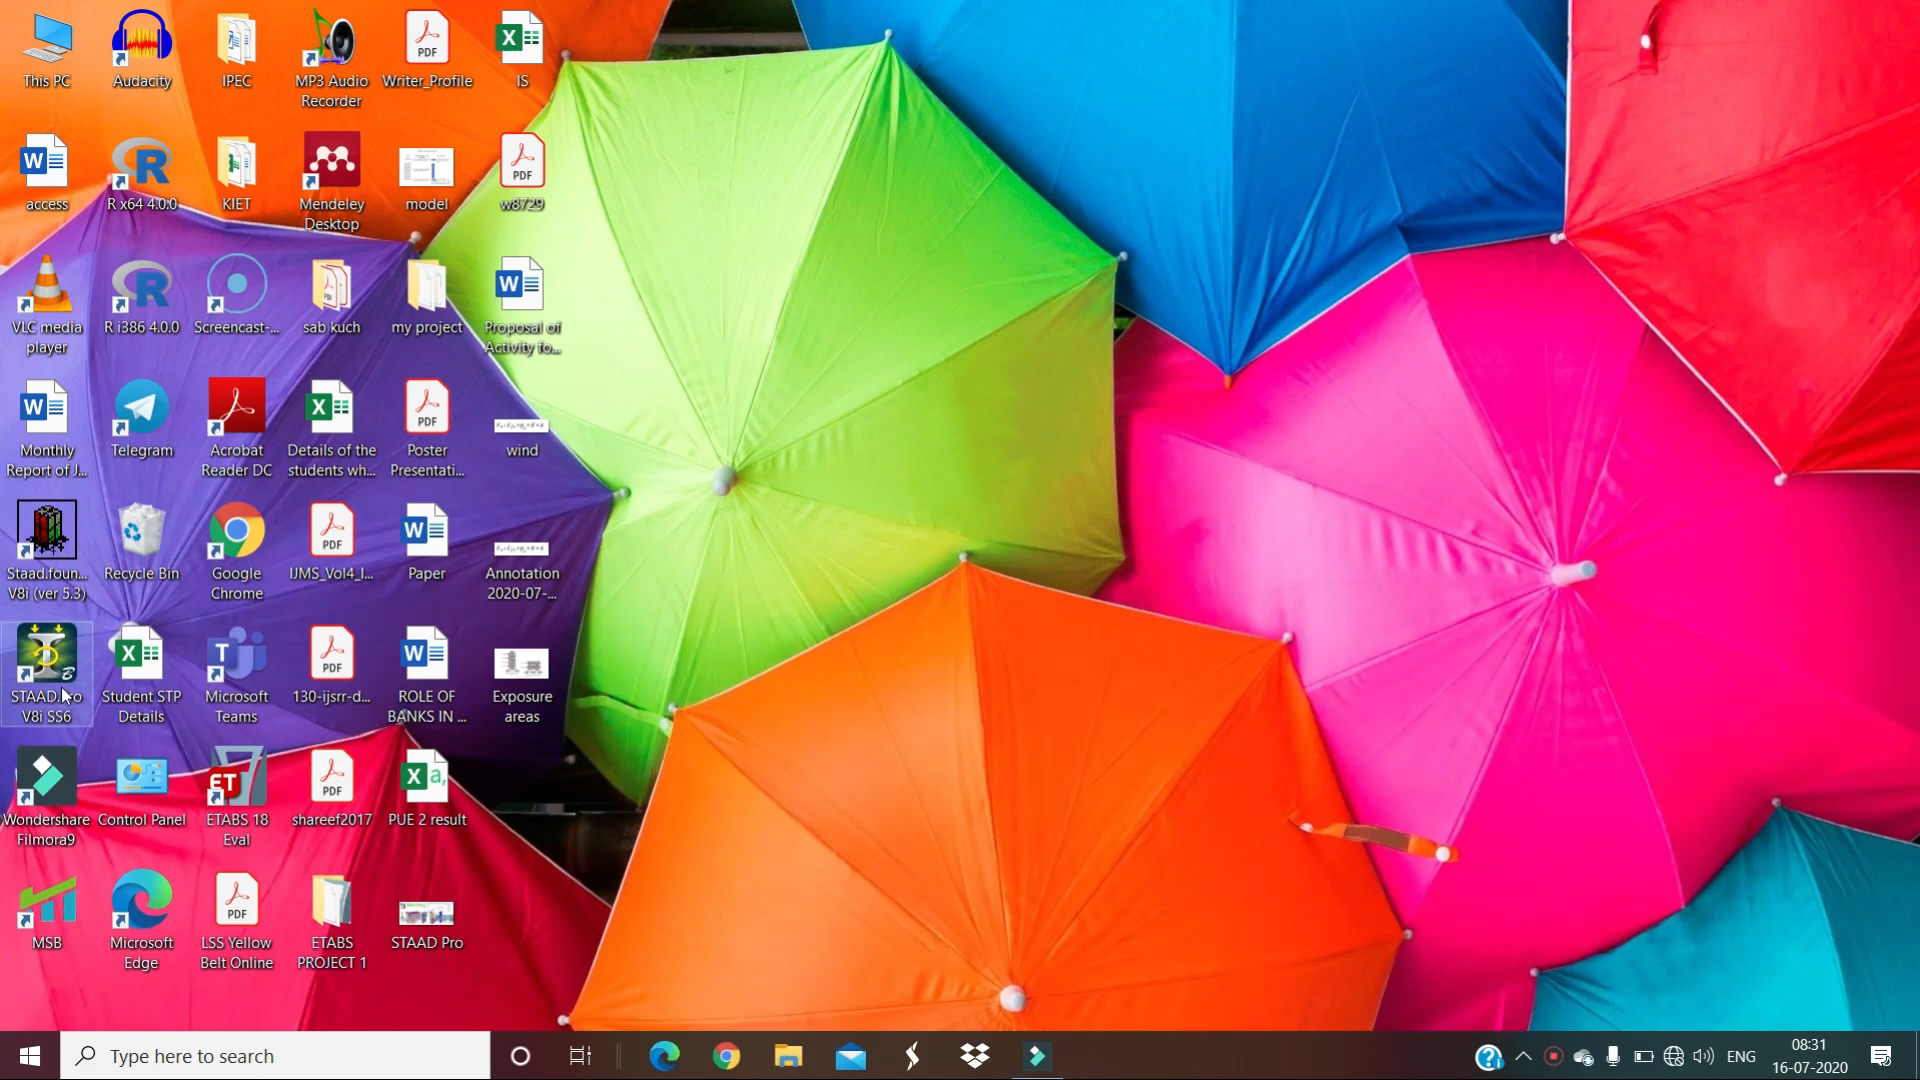 This PC
Audacity
IPEC
MP3 Audio
Recorder
Writer_Profile
IS
access
R x64 4.0.0
KIET
Mendeley
Desktop
model
w8729
VLC media
player
R i386 4.0.0
Screencast-...
sab kuch
my project
Proposal of
Activity fo...
Monthly
Report of J...
Telegram
Acrobat
Reader DC
Details of the
students wh...
Poster
Presentati...
wind
Staad.foun...
V8i (ver 5.3)
Recycle Bin
Google
Chrome
IJMS_Vol4_I...
Paper
Annotation
2020-07-...
V8i SS6
Student STP
Details
Microsoft
Teams
130-ijsrr-d...
ROLE OF
BANKS IN ...
Exposure
areas
Wondershare
Filmora9
Control Panel
ETABS 18
Eval
shareef2017
PUE 2 result
MSB
Microsoft
Edge
LSS Yellow
Belt Online
ETABS
PROJECT 1
STAAD Pro
Type here to search
ENG
08:31
16-07-2020